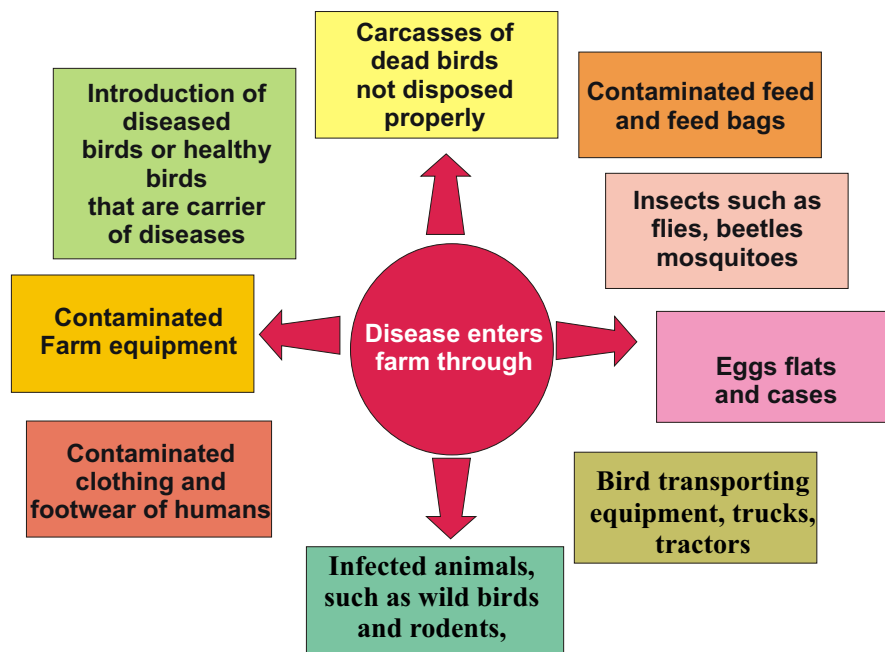 Carcasses of
dead birds
not disposed
properly
Introduction of
diseased
birds or healthy
birds
that are carrier
of diseases
Contaminated feed
and feed bags
Insects such as
flies, beetles
mosquitoes
Contaminated
Farm equipment
Disease enters
farm through
Eggs flats
and cases
Contaminated
clothing and
footwear of humans
Bird transporting
equipment, trucks,
tractors
Infected animals,
such as wild birds
and rodents,